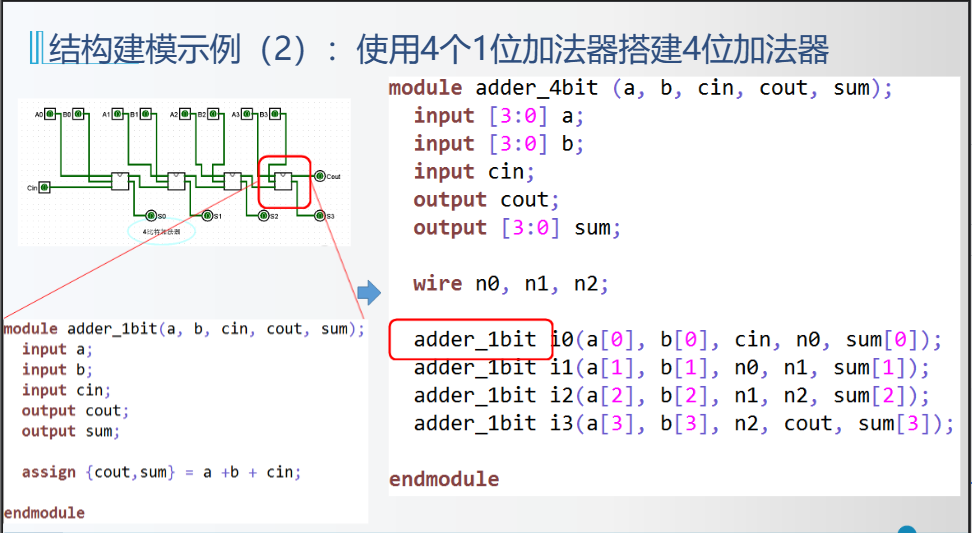 结构建模示例（2）：使用4个1位加法器搭建4位加法器
A0 B0 A1 B1 A2 B2 A3 B3
Cin
Cout
S0 S1 S2 S3
4比特加法器
module adder_1bit(a, b, cin, cout, sum);
input a;
input b;
input cin;
output cout;
output sum;
assign {cout,sum} = a +b + cin;
endmodule
module adder_4bit (a, b, cin, cout, sum);
input [3:0] a;
input [3:0] b;
input cin;
output cout;
output [3:0] sum;
wire n0, n1, n2;
adder_1bit i0(a[0], b[0], cin, n0, sum[0]);
adder_1bit i1(a[1], b[1], n0, n1, sum[1]);
adder_1bit i2(a[2], b[2], n1, n2, sum[2]);
adder_1bit i3(a[3], b[3], n2, cout, sum[3]);
endmodule